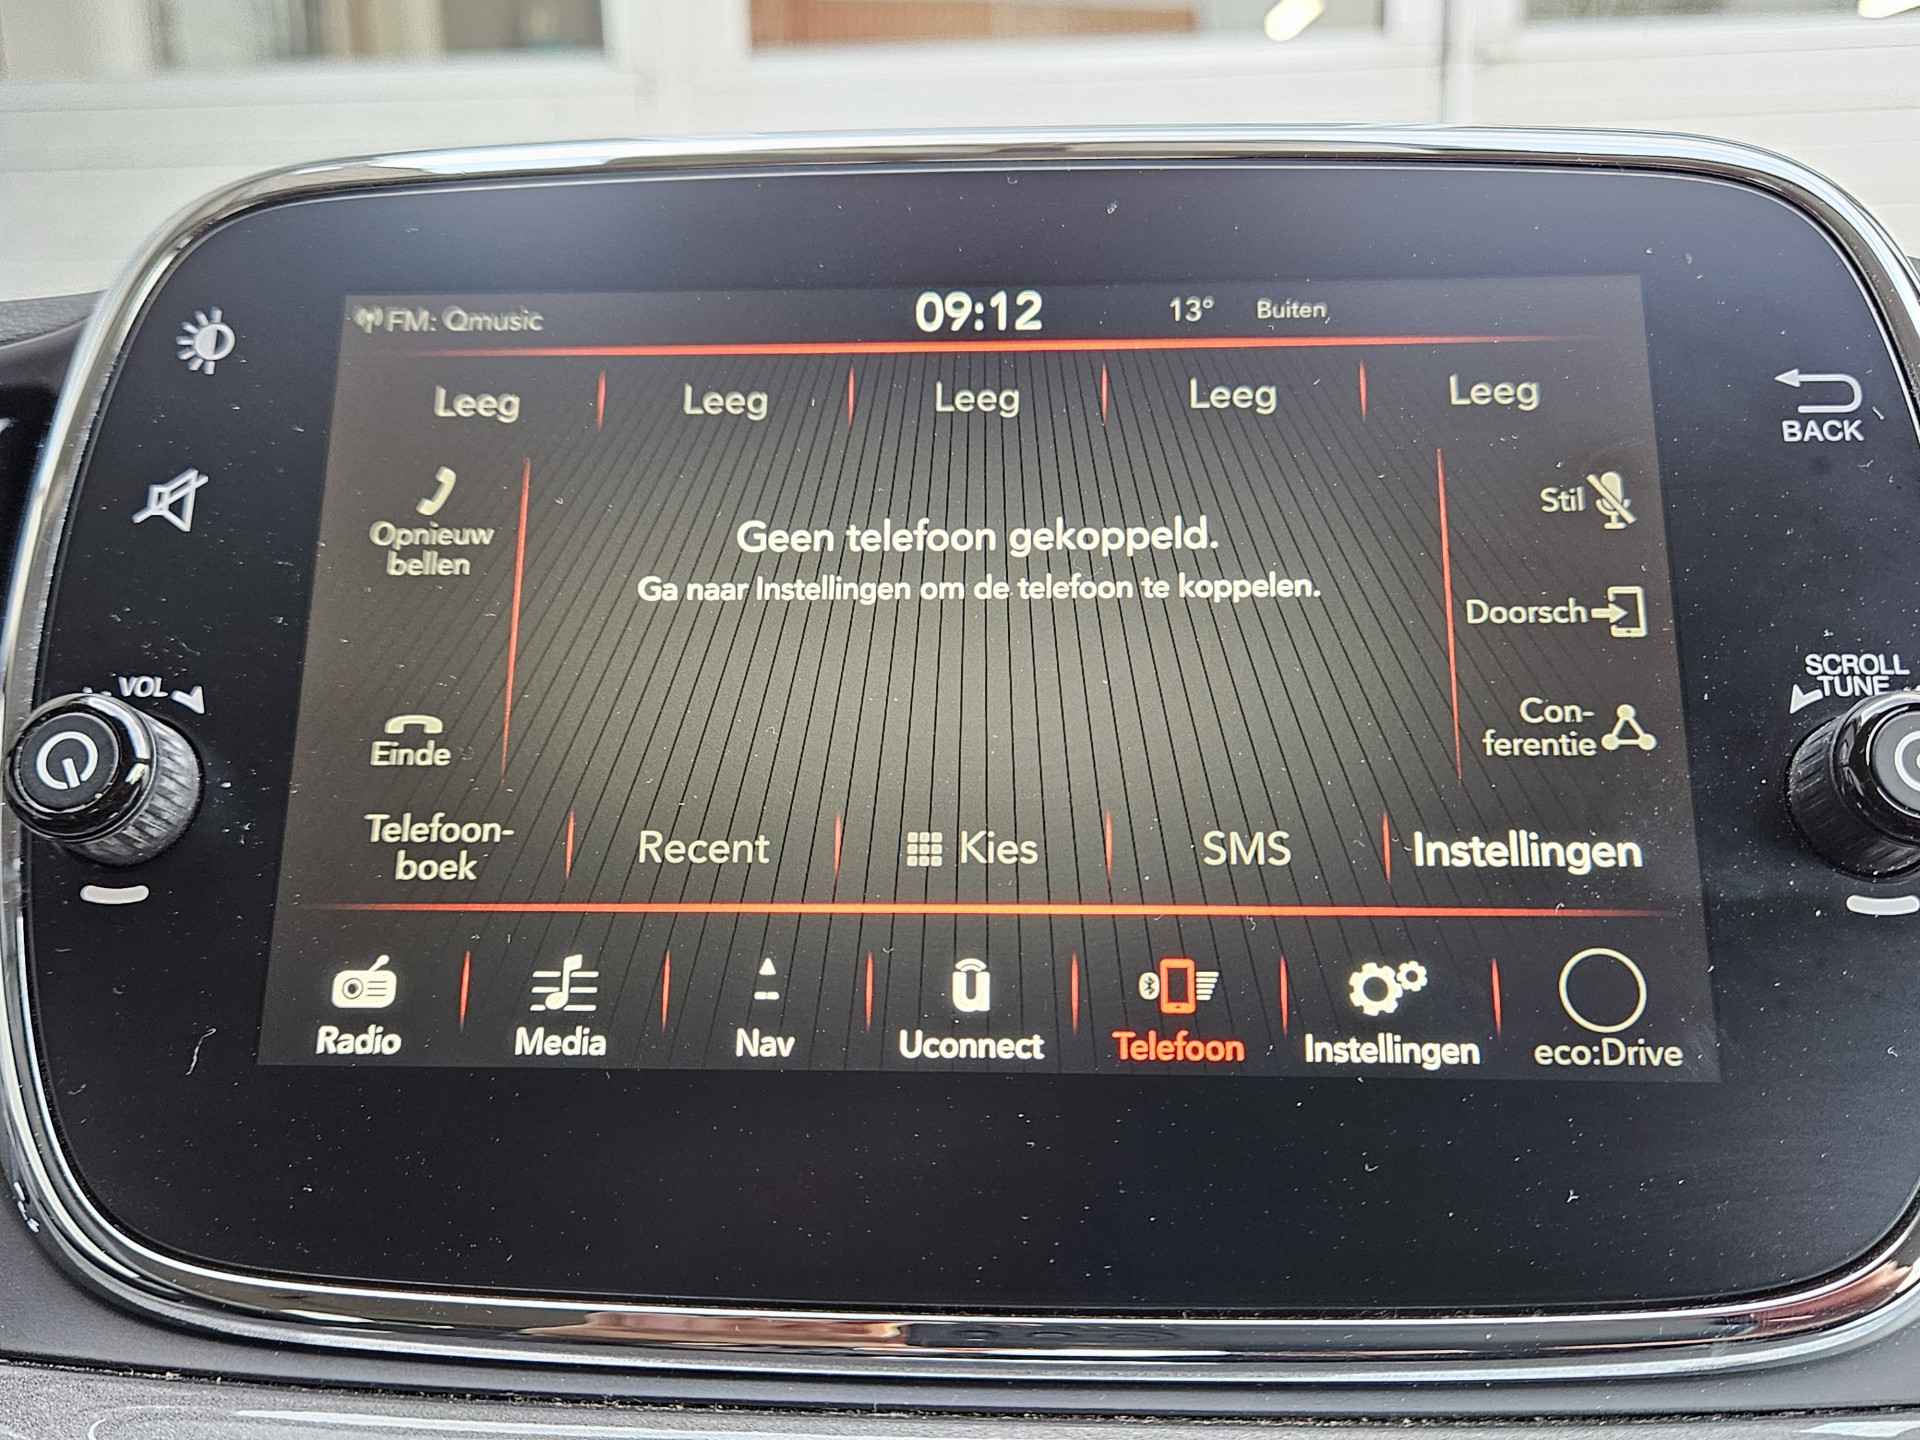 FM: Qmusic 09:12 13° Buiten
Leeg Leeg Leeg Leeg Leeg
BACK
Opnieuw
bellen
Stil
Geen telefoon gekoppeld.
Ga naar Instellingen om de telefoon te koppelen.
Doorsch
VOL
SCROLL
TUNE
Einde
Con-
ferentie
Telefoon-
boek
Recent Kies SMS Instellingen
Radio Media Nav Uconnect Telefoon Instellingen eco:Drive